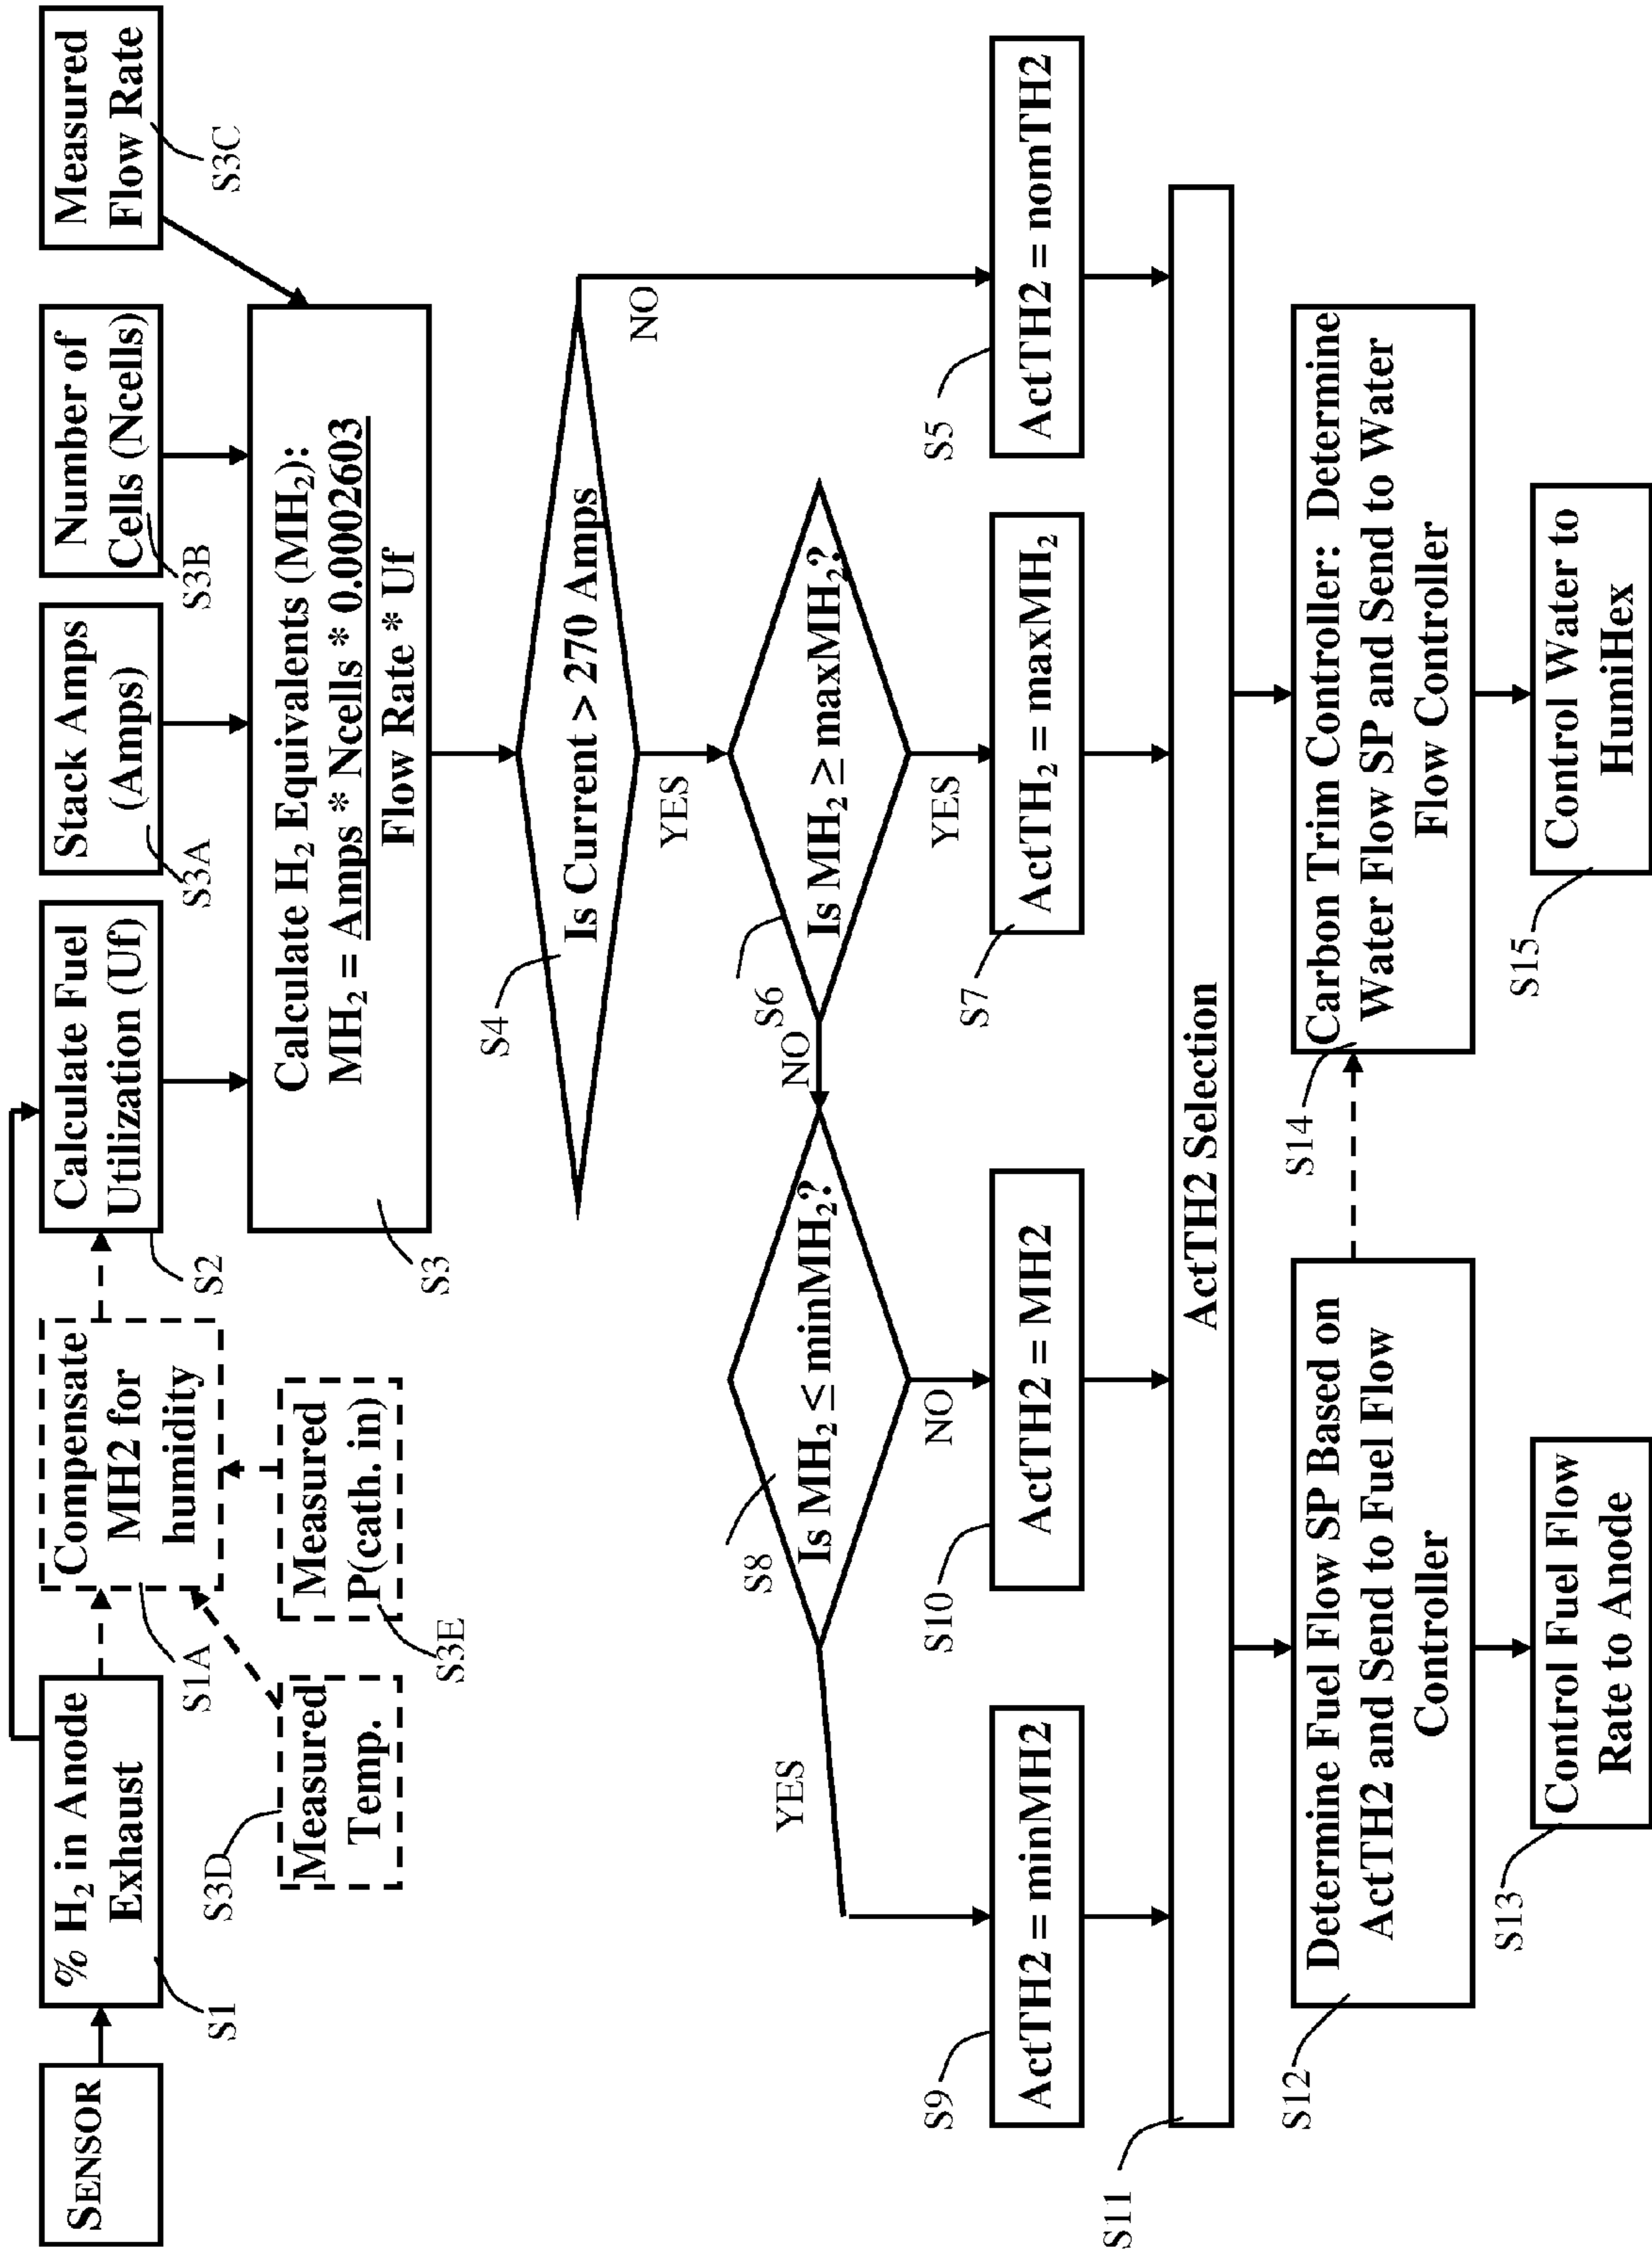 SENSOR
% H₂ in Anode
Exhaust
S1
Compensate
MH2 for
humidity
S1A
Measured
Temp.
S3D
Measured
P(cath. in)
S3E
Calculate Fuel
Utilization (Uf)
S2
Stack Amps
(Amps)
S3A
Number of
Cells (Ncells)
S3B
Measured
Flow Rate
S3C
Calculate H₂ Equivalents (MH₂):
MH₂ = Amps * Ncells * 0.0002603
Flow Rate * Uf
S3
Is Current > 270 Amps
S4
NO
YES
Is MH₂ ≥ maxMH₂?
S6
NO
YES
Is MH₂ ≤ minMH₂?
S8
YES
NO
ActTH2 = minMH2
S9
ActTH2 = MH2
S10
ActTH₂ = maxMH₂
S7
ActTH2 = nomTH2
S5
ActTH2 Selection
S11
Determine Fuel Flow SP Based on
ActTH2 and Send to Fuel Flow
Controller
S12
Carbon Trim Controller: Determine
Water Flow SP and Send to Water
Flow Controller
S14
Control Fuel Flow
Rate to Anode
S13
Control Water to
HumiHex
S15